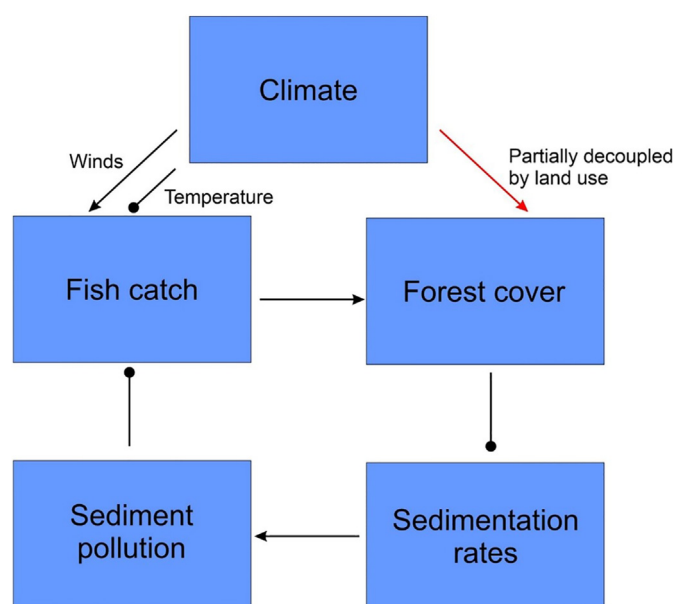 Climate
Winds
Temperature
Partially decoupled
by land use
Fish catch
Forest cover
Sediment
pollution
Sedimentation
rates